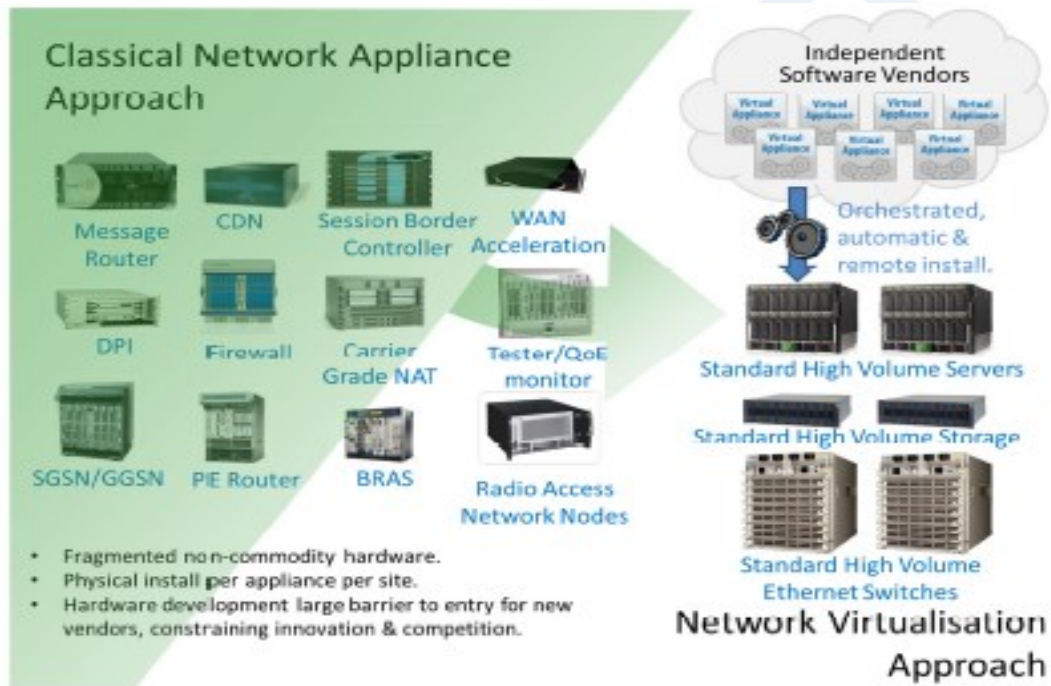 Classical Network Appliance
Approach
Message
Router
CDN
Session Border
Controller
WAN
Acceleration
DPI
Firewall
Carrier
Grade NAT
Tester/QoE
monitor
SGSN/GGSN
PE Router
BRAS
Radio Access
Network Nodes
• Fragmented non-commodity hardware.
• Physical install per appliance per site.
• Hardware development large barrier to entry for new
vendors, constraining innovation & competition.
Independent
Software Vendors
Virtual
Appliance
Virtual
Appliance
Virtual
Appliance
Virtual
Appliance
Virtual
Appliance
Virtual
Appliance
Virtual
Appliance
Orchestrated,
automatic &
remote install.
Standard High Volume Servers
Standard High Volume Storage
Standard High Volume
Ethernet Switches
Network Virtualisation
Approach